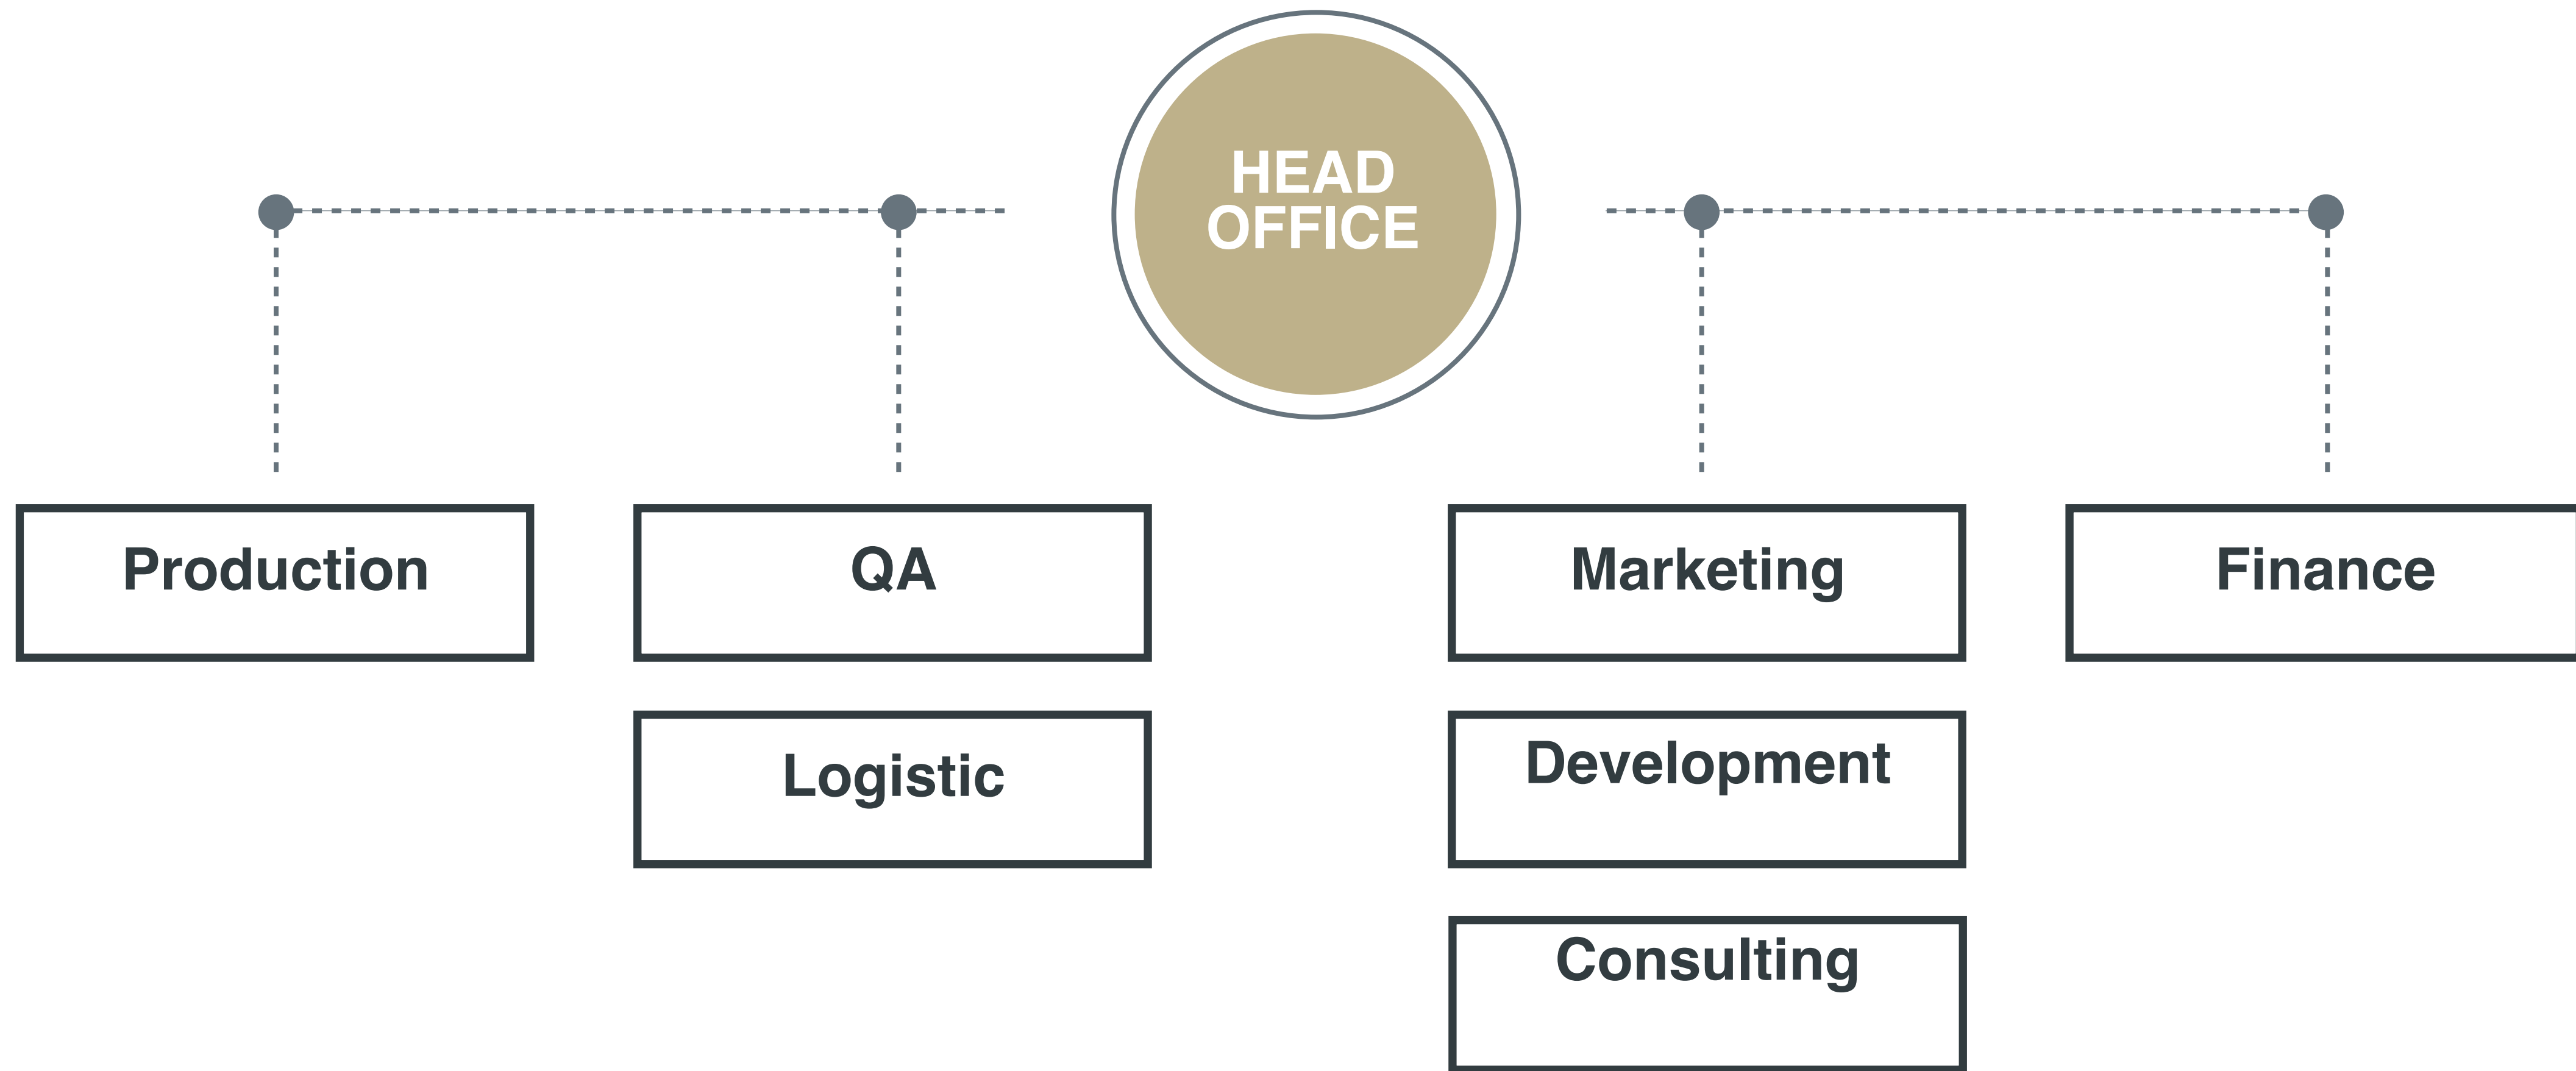 HEAD
OFFICE
Production
QA
Marketing
Finance
Logistic
Development
Consulting